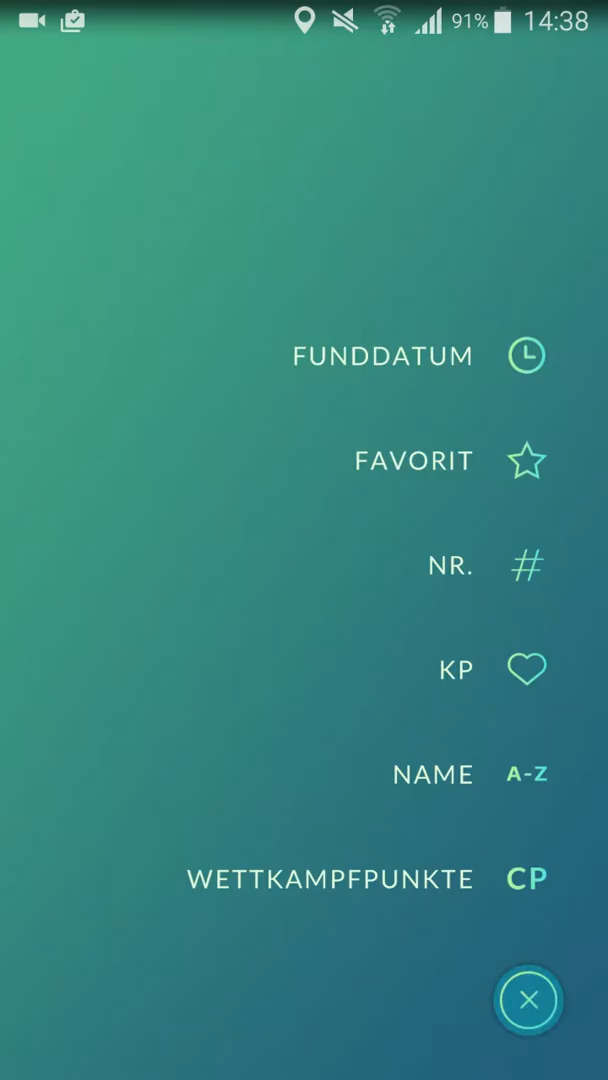 91% 14:38
FUNDDATUM
FAVORIT
NR. #
KP
NAME A-Z
WETTKAMPFPUNKTE CP